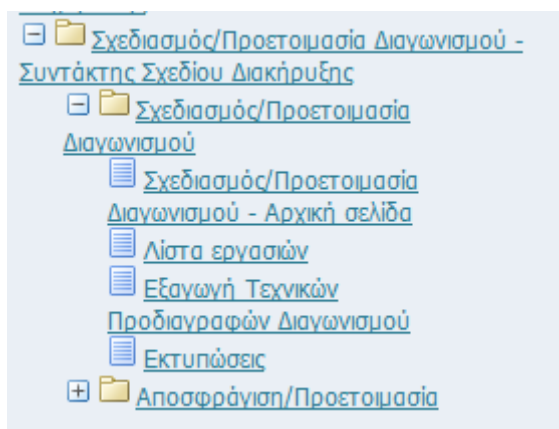 Σχεδιασμός/Προετοιμασία Διαγωνισμού -
Συντάκτης Σχεδίου Διακήρυξης
Σχεδιασμός/Προετοιμασία
Διαγωνισμού
Σχεδιασμός/Προετοιμασία
Διαγωνισμού - Αρχική σελίδα
Λίστα εργασιών
Εξαγωγή Τεχνικών
Προδιαγραφών Διαγωνισμού
Εκτυπώσεις
Αποσφράγιση/Προετοιμασία